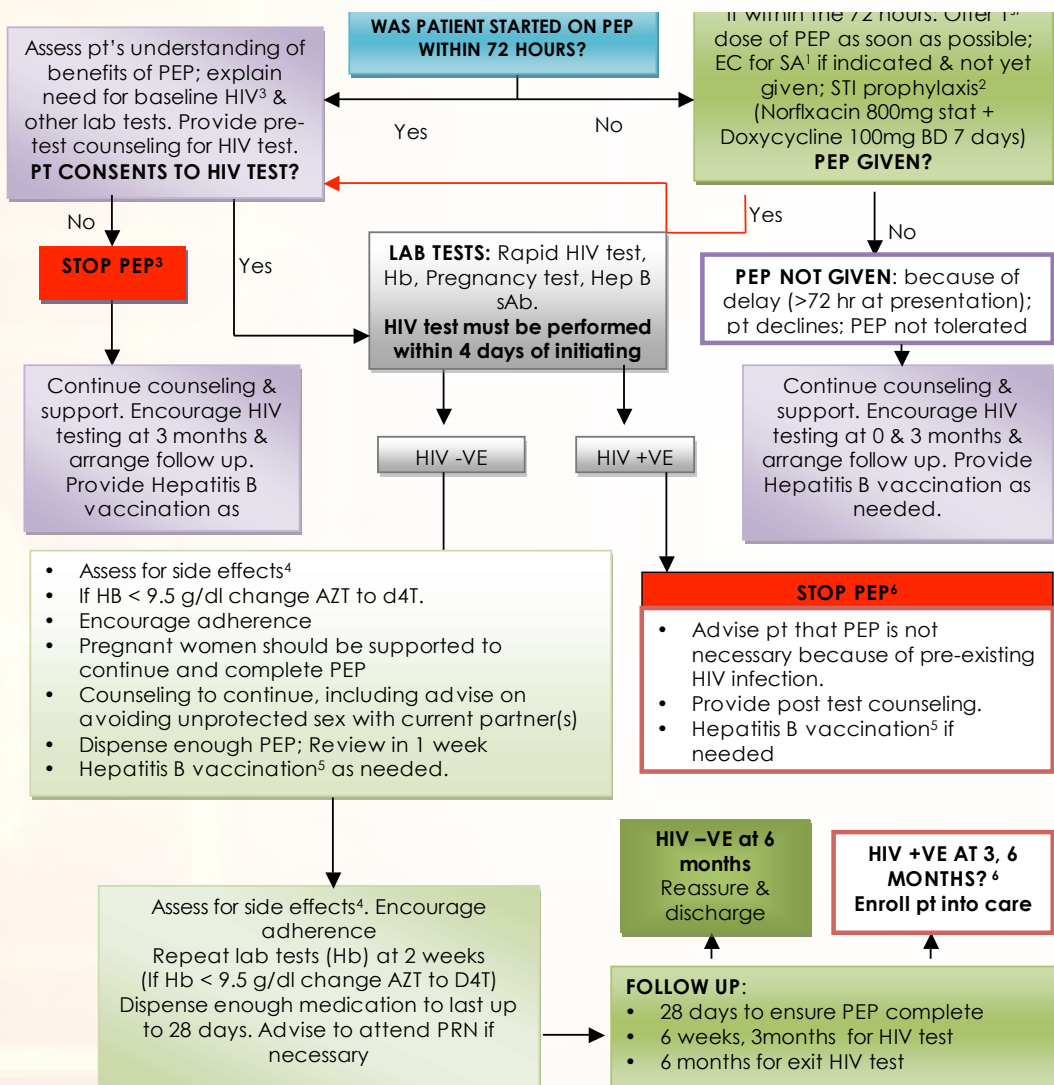 WAS PATIENT STARTED ON PEP
WITHIN 72 HOURS?
Assess pt's understanding of
benefits of PEP; explain
need for baseline HIV³ &
other lab tests. Provide pre-
test counseling for HIV test.
PT CONSENTS TO HIV TEST?
Yes
No
If within the 72 hours: Offer 1st
dose of PEP as soon as possible;
EC for SA¹ if indicated & not yet
given; STI prophylaxis²
(Norflxacin 800mg stat +
Doxycycline 100mg BD 7 days)
PEP GIVEN?
No
Yes
Yes
No
STOP PEP³
LAB TESTS: Rapid HIV test,
Hb, Pregnancy test, Hep B
sAb.
HIV test must be performed
within 4 days of initiating
PEP NOT GIVEN: because of
delay (>72 hr at presentation);
pt declines; PEP not tolerated
Continue counseling &
support. Encourage HIV
testing at 3 months &
arrange follow up.
Provide Hepatitis B
vaccination as
HIV -VE
HIV +VE
Continue counseling &
support. Encourage HIV
testing at 0 & 3 months &
arrange follow up. Provide
Hepatitis B vaccination as
needed.
• Assess for side effects⁴
• If HB < 9.5 g/dl change AZT to d4T.
• Encourage adherence
• Pregnant women should be supported to
continue and complete PEP
• Counseling to continue, including advise on
avoiding unprotected sex with current partner(s)
• Dispense enough PEP; Review in 1 week
• Hepatitis B vaccination⁵ as needed.
STOP PEP⁶
• Advise pt that PEP is not
necessary because of pre-existing
HIV infection.
• Provide post test counseling.
• Hepatitis B vaccination⁵ if
needed
Assess for side effects⁴. Encourage
adherence
Repeat lab tests (Hb) at 2 weeks
(If Hb < 9.5 g/dl change AZT to D4T)
Dispense enough medication to last up
to 28 days. Advise to attend PRN if
necessary
HIV –VE at 6
months
Reassure &
discharge
HIV +VE AT 3, 6
MONTHS? ⁶
Enroll pt into care
FOLLOW UP:
• 28 days to ensure PEP complete
• 6 weeks, 3months for HIV test
• 6 months for exit HIV test